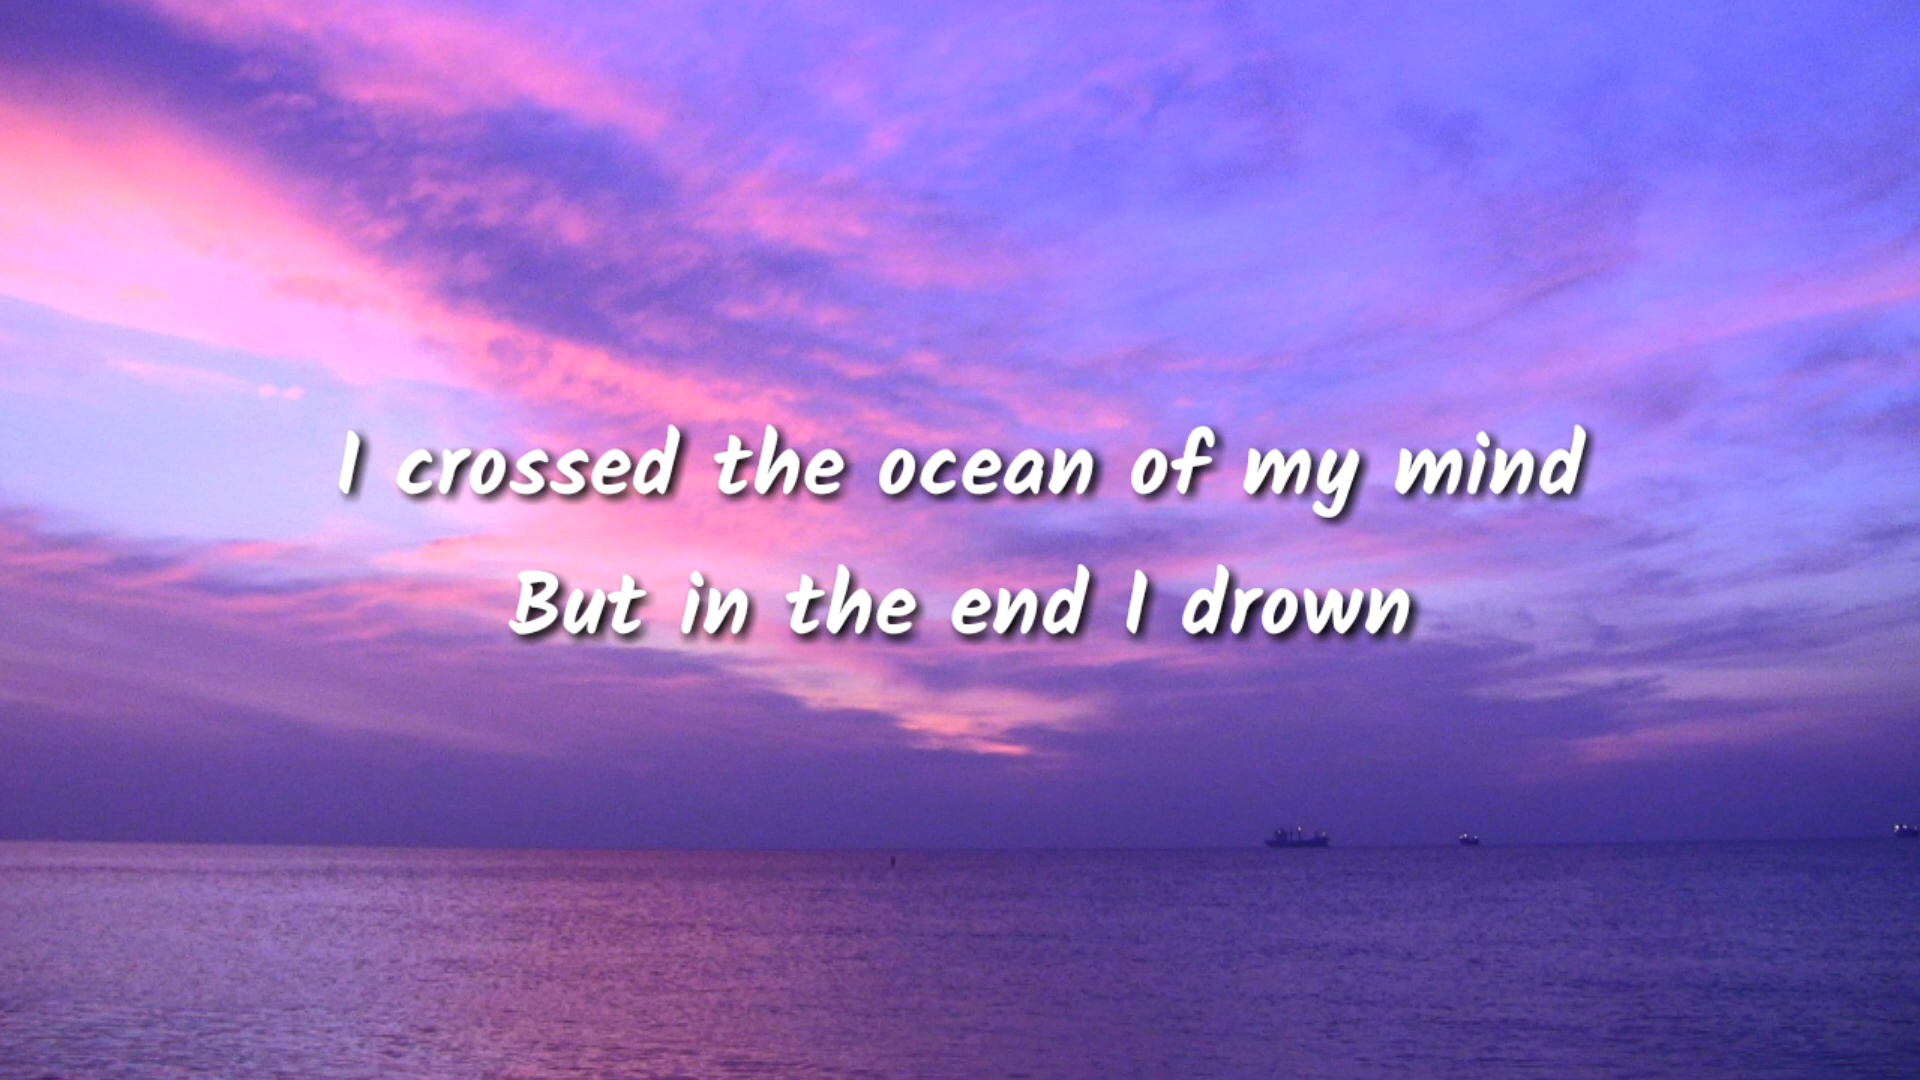 I crossed the ocean of my mind
But in the end I drown